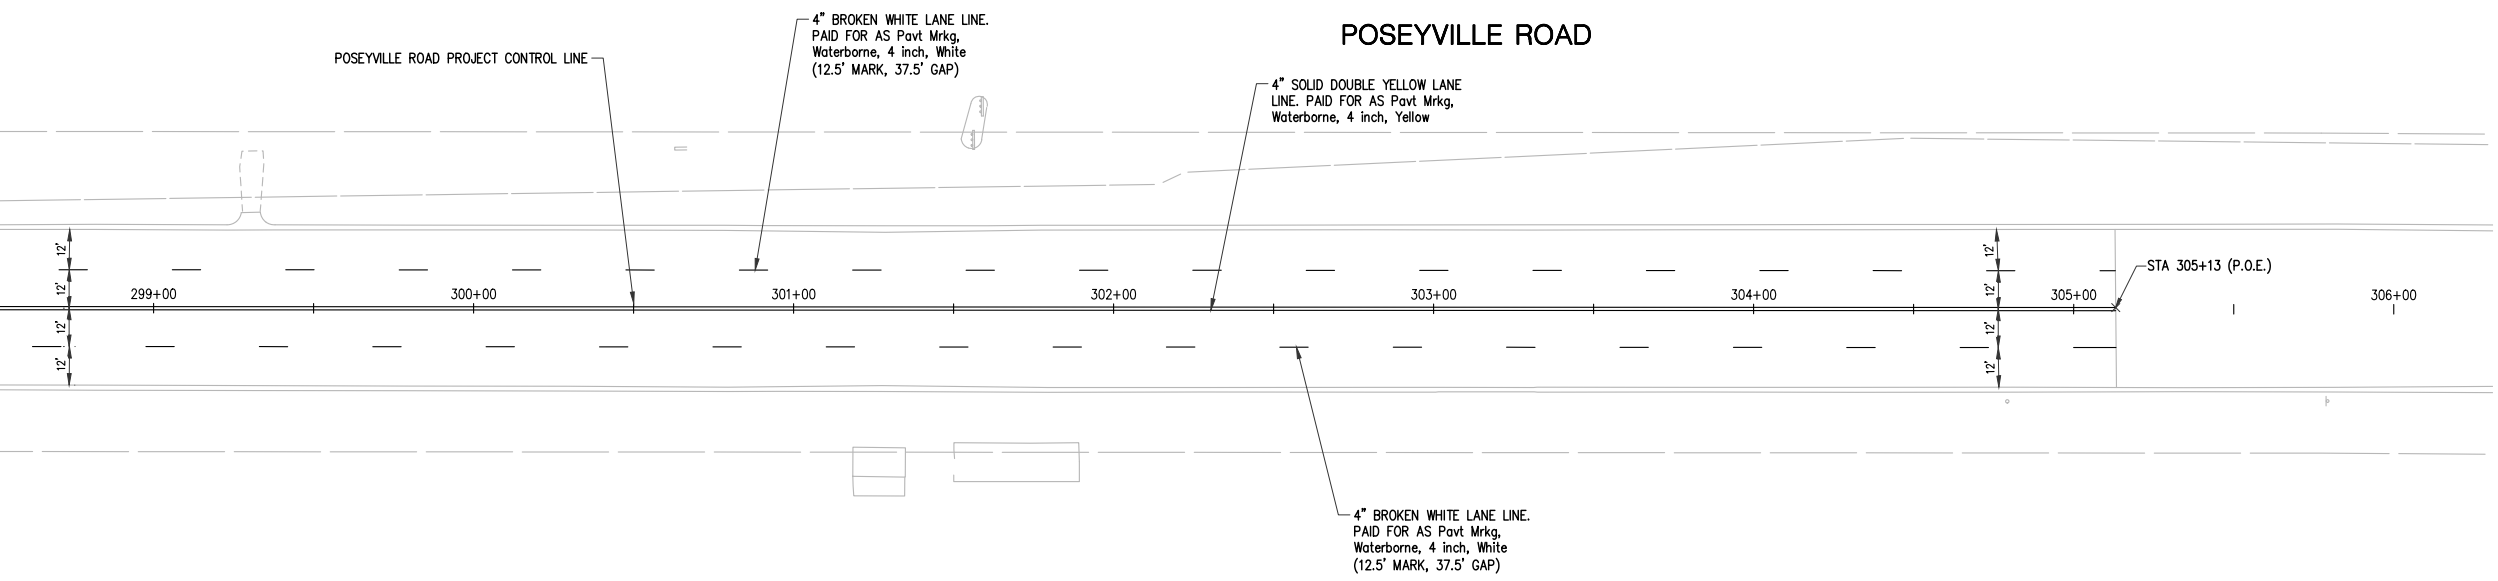 4" BROKEN WHITE LANE LINE.
PAID FOR AS Pavt Mrkg,
Waterborne, 4 inch, White
(12.5' MARK, 37.5' GAP)
POSEYVILLE ROAD
POSEYVILLE ROAD PROJECT CONTROL LINE
4" SOLID DOUBLE YELLOW LANE
LINE. PAID FOR AS Pavt Mrkg,
Waterborne, 4 inch, Yellow
12'
12'
12'
12'
299+00
300+00
301+00
302+00
303+00
304+00
305+00
306+00
12'
12'
12'
12'
STA 305+13 (P.O.E.)
4" BROKEN WHITE LANE LINE.
PAID FOR AS Pavt Mrkg,
Waterborne, 4 inch, White
(12.5' MARK, 37.5' GAP)